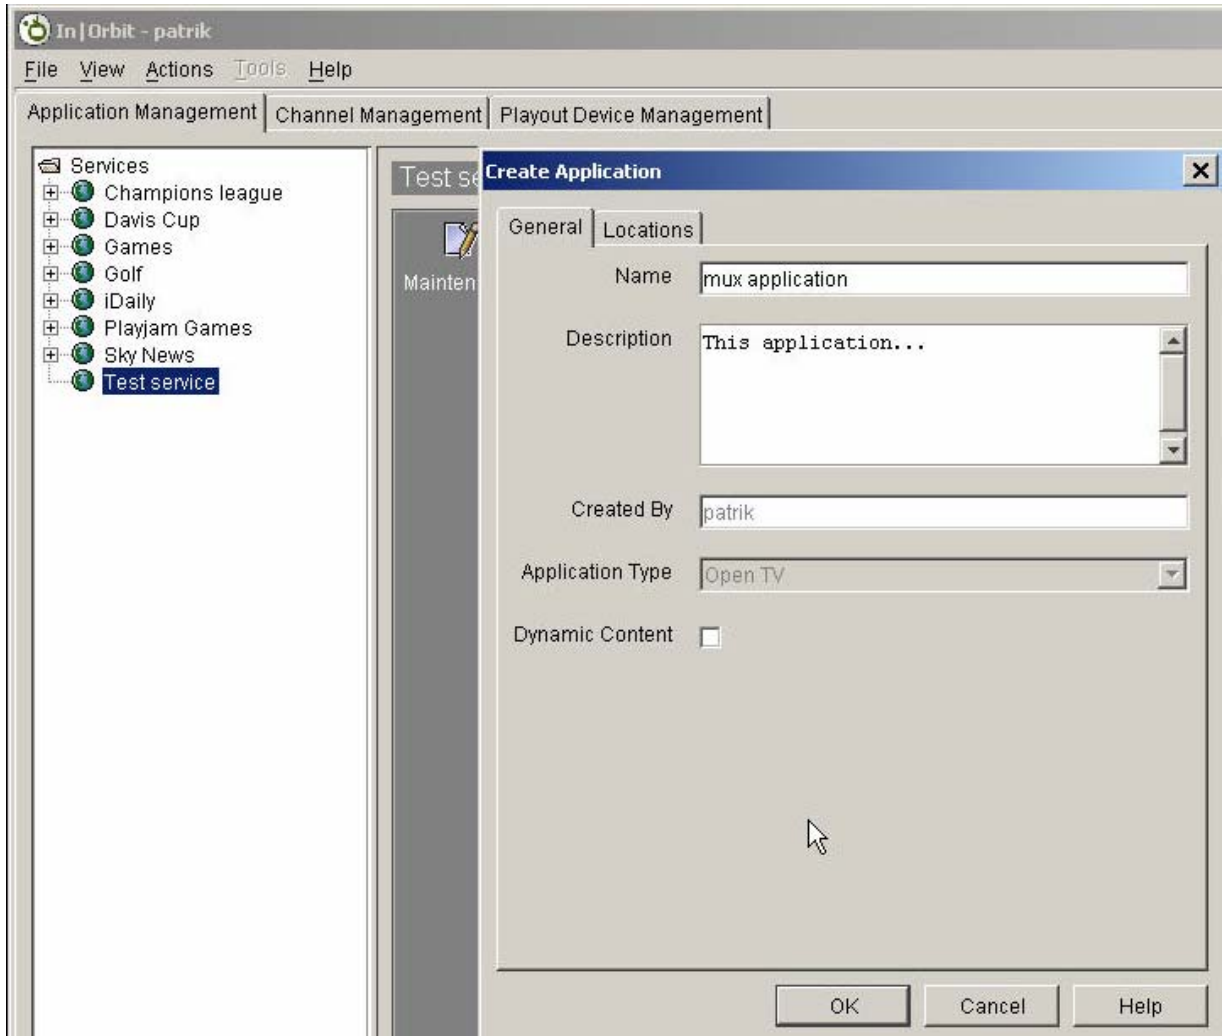 In|Orbit - patrik
File View Actions Tools Help
Application Management Channel Management Playout Device Management
Services
Champions league
Davis Cup
Games
Golf
iDaily
Playjam Games
Sky News
Test service
Test se
Mainten
Create Application
General Locations
Name mux application
Description This application...
Created By patrik
Application Type Open TV
Dynamic Content
OK Cancel Help